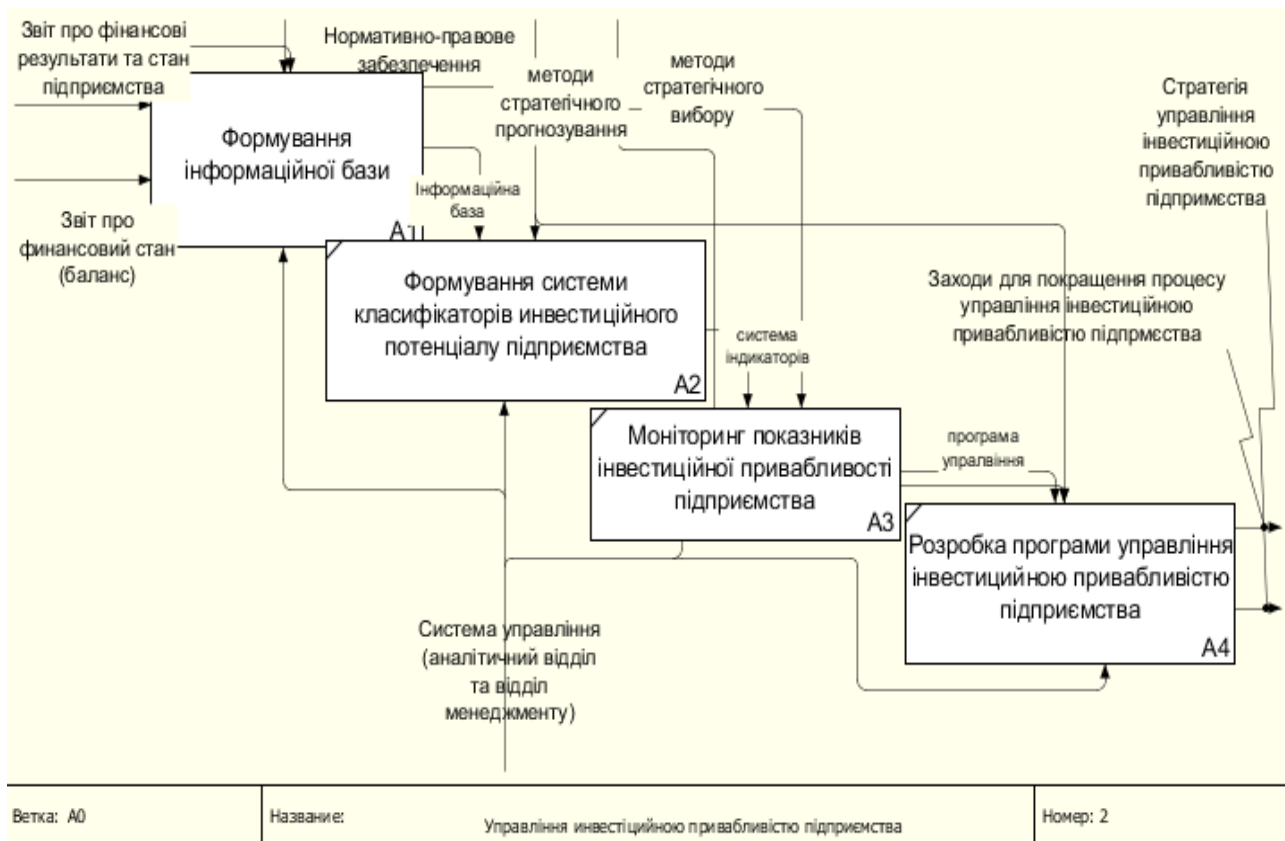 Звіт про фінансові
результати та стан
підприємства
Нормативно-правове
забезпечення
методи
стратегічного
прогнозування
методи
стратегічного
вибору
Стратегія
управління
інвестиційною
привабливістю
підпримєства
Формування
інформаційної бази
A1
Інформаційна
база
Звіт про
финансовий стан
(баланс)
Формування системи
класифікаторів инвестиційного
потенціалу підприємства
A2
система
індикаторів
Заходи для покращення процесу
управління інвестиційною
привабливістю підпрмєства
Моніторинг показників
інвестиційної привабливості
підприємства
A3
програма
упралвіння
Розробка програми управління
інвестицийною привабливістю
підприємства
A4
Система управління
(аналітичний відділ
та відділ
менеджменту)
Ветка: A0
Название:
Управління инвестіцийною привабливістю підприємства
Номер: 2